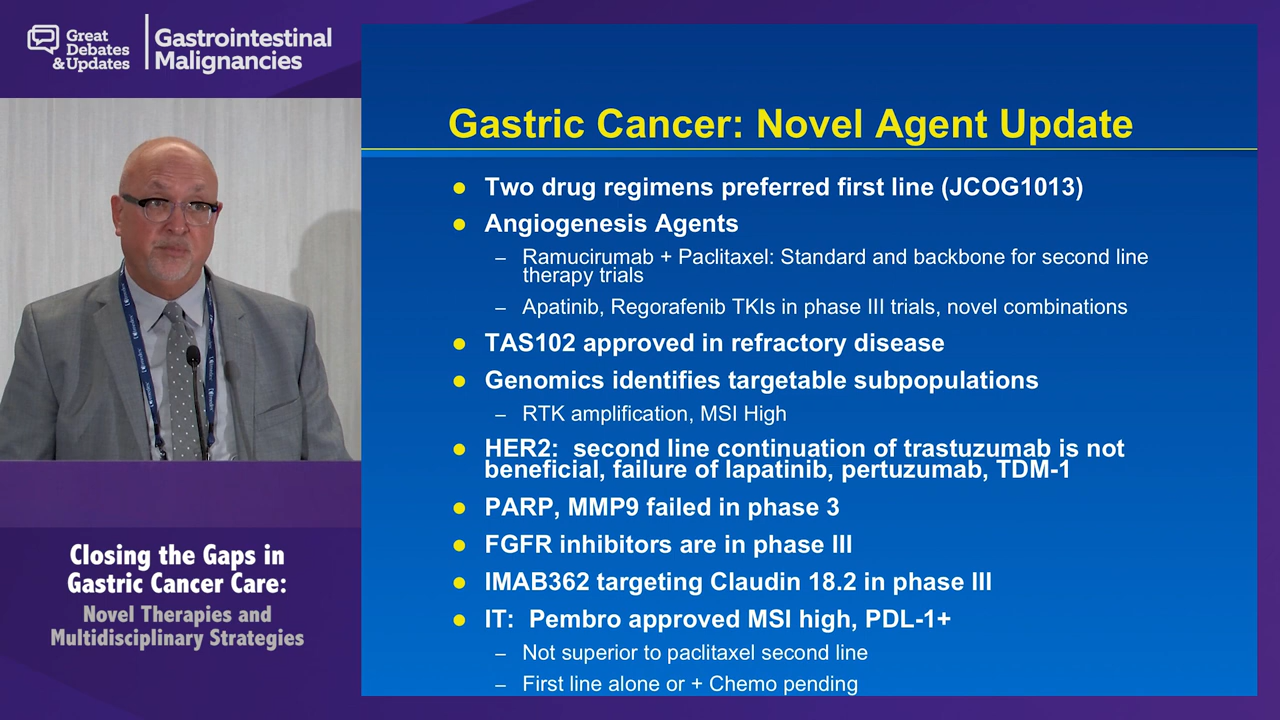 Great
Debates
& Updates
Gastrointestinal
Malignancies
Closing the Gaps in
Gastric Cancer Care:
Novel Therapies and
Multidisciplinary Strategies
Gastric Cancer: Novel Agent Update
● Two drug regimens preferred first line (JCOG1013)
● Angiogenesis Agents
– Ramucirumab + Paclitaxel: Standard and backbone for second line
therapy trials
– Apatinib, Regorafenib TKIs in phase III trials, novel combinations
● TAS102 approved in refractory disease
● Genomics identifies targetable subpopulations
– RTK amplification, MSI High
● HER2: second line continuation of trastuzumab is not
beneficial, failure of lapatinib, pertuzumab, TDM-1
● PARP, MMP9 failed in phase 3
● FGFR inhibitors are in phase III
● IMAB362 targeting Claudin 18.2 in phase III
● IT: Pembro approved MSI high, PDL-1+
– Not superior to paclitaxel second line
– First line alone or + Chemo pending